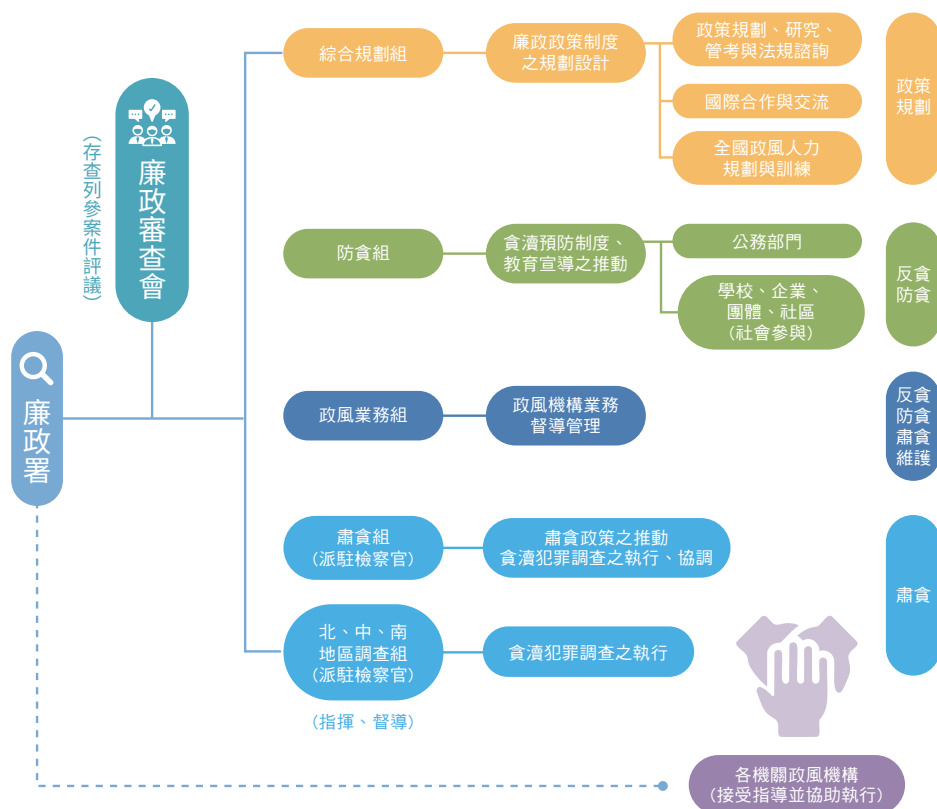 廉政署
廉政審查會
（存查列參案件評議）
綜合規劃組
廉政政策制度
之規劃設計
政策規劃、研究、
管考與法規諮詢
國際合作與交流
全國政風人力
規劃與訓練
政策
規劃
防貪組
貪瀆預防制度、
教育宣導之推動
公務部門
學校、企業、
團體、社區
（社會參與）
反貪
防貪
政風業務組
政風機構業務
督導管理
反貪
防貪
肅貪
維護
肅貪組
（派駐檢察官）
肅貪政策之推動
貪瀆犯罪調查之執行、協調
北、中、南
地區調查組
（派駐檢察官）
貪瀆犯罪調查之執行
肅貪
（指揮、督導）
各機關政風機構
（接受指導並協助執行）